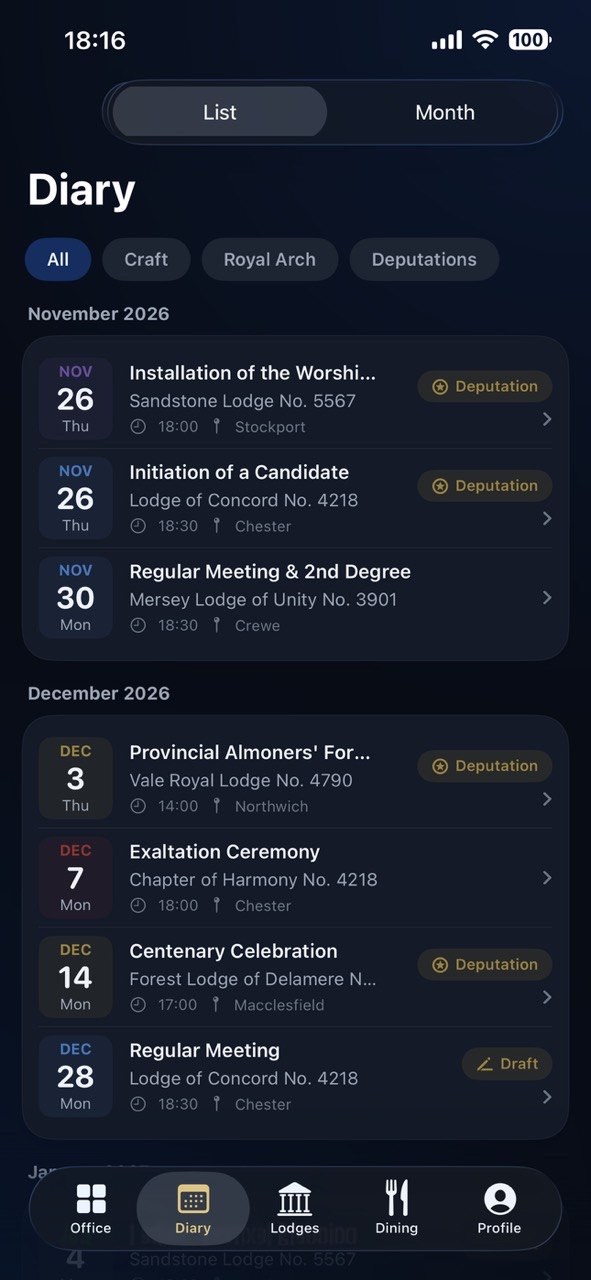 18:16
100
List
Month
Diary
All
Craft
Royal Arch
Deputations
November 2026
NOV
26
Thu
Installation of the Worshi...
Sandstone Lodge No. 5567
18:00 Stockport
Deputation
NOV
26
Thu
Initiation of a Candidate
Lodge of Concord No. 4218
18:30 Chester
Deputation
NOV
30
Mon
Regular Meeting & 2nd Degree
Mersey Lodge of Unity No. 3901
18:30 Crewe
December 2026
DEC
3
Thu
Provincial Almoners' For...
Vale Royal Lodge No. 4790
14:00 Northwich
Deputation
DEC
7
Mon
Exaltation Ceremony
Chapter of Harmony No. 4218
18:00 Chester
DEC
14
Mon
Centenary Celebration
Forest Lodge of Delamere N...
17:00 Macclesfield
Deputation
DEC
28
Mon
Regular Meeting
Lodge of Concord No. 4218
18:30 Chester
Draft
4
Sandstone Lodge No. 5567
Office
Diary
Lodges
Dining
Profile